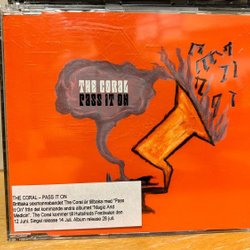 THE CORAL
PASS IT ON
THE CORAL – PASS IT ON
Brittiska sexmannabandet The Coral är tillbaka med "Pass
It On" från det kommande andra albumet "Magic And
Medicin". The Coral kommer till Hultsfreds Festivalen den
12 Juni. Singel release 14 juli. Album release 28 juli.